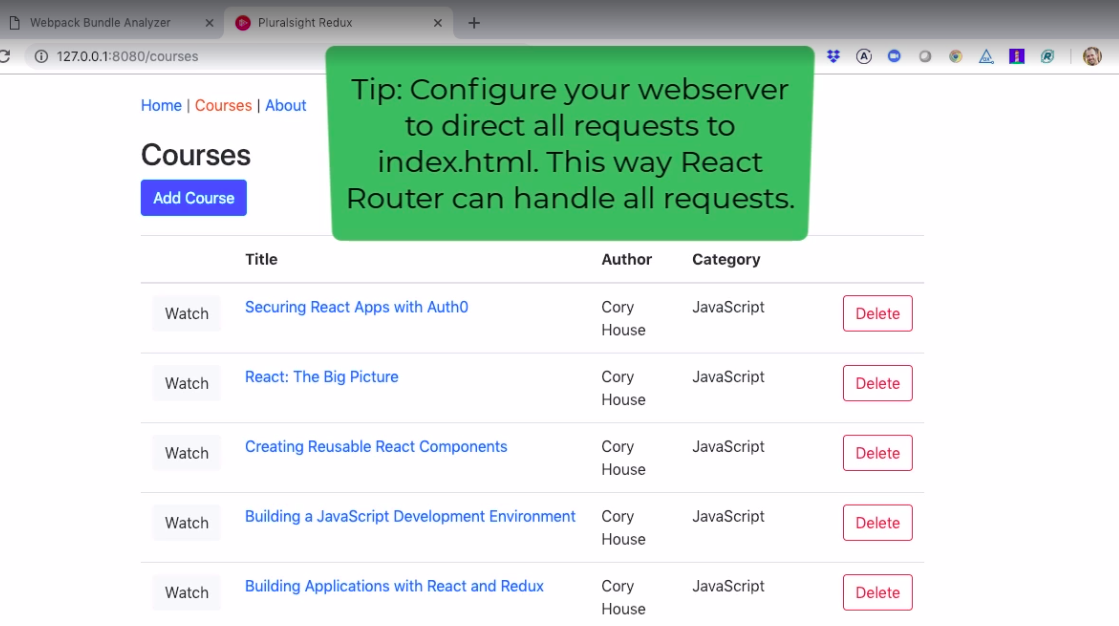 Webpack Bundle Analyzer
Pluralsight Redux
127.0.0.1:8080/courses
Tip: Configure your webserver
to direct all requests to
index.html. This way React
Router can handle all requests.
Home | Courses | About
Courses
Add Course
Title Author Category
Watch Securing React Apps with Auth0 Cory House JavaScript Delete
Watch React: The Big Picture Cory House JavaScript Delete
Watch Creating Reusable React Components Cory House JavaScript Delete
Watch Building a JavaScript Development Environment Cory House JavaScript Delete
Watch Building Applications with React and Redux Cory House JavaScript Delete